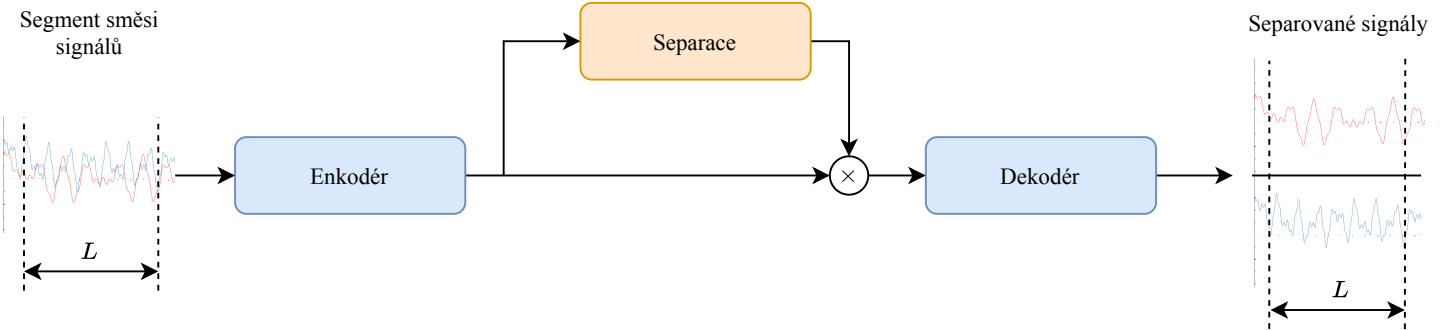 Segment směsi
signálů
L
Enkodér
Separace
×
Dekodér
Separované signály
L